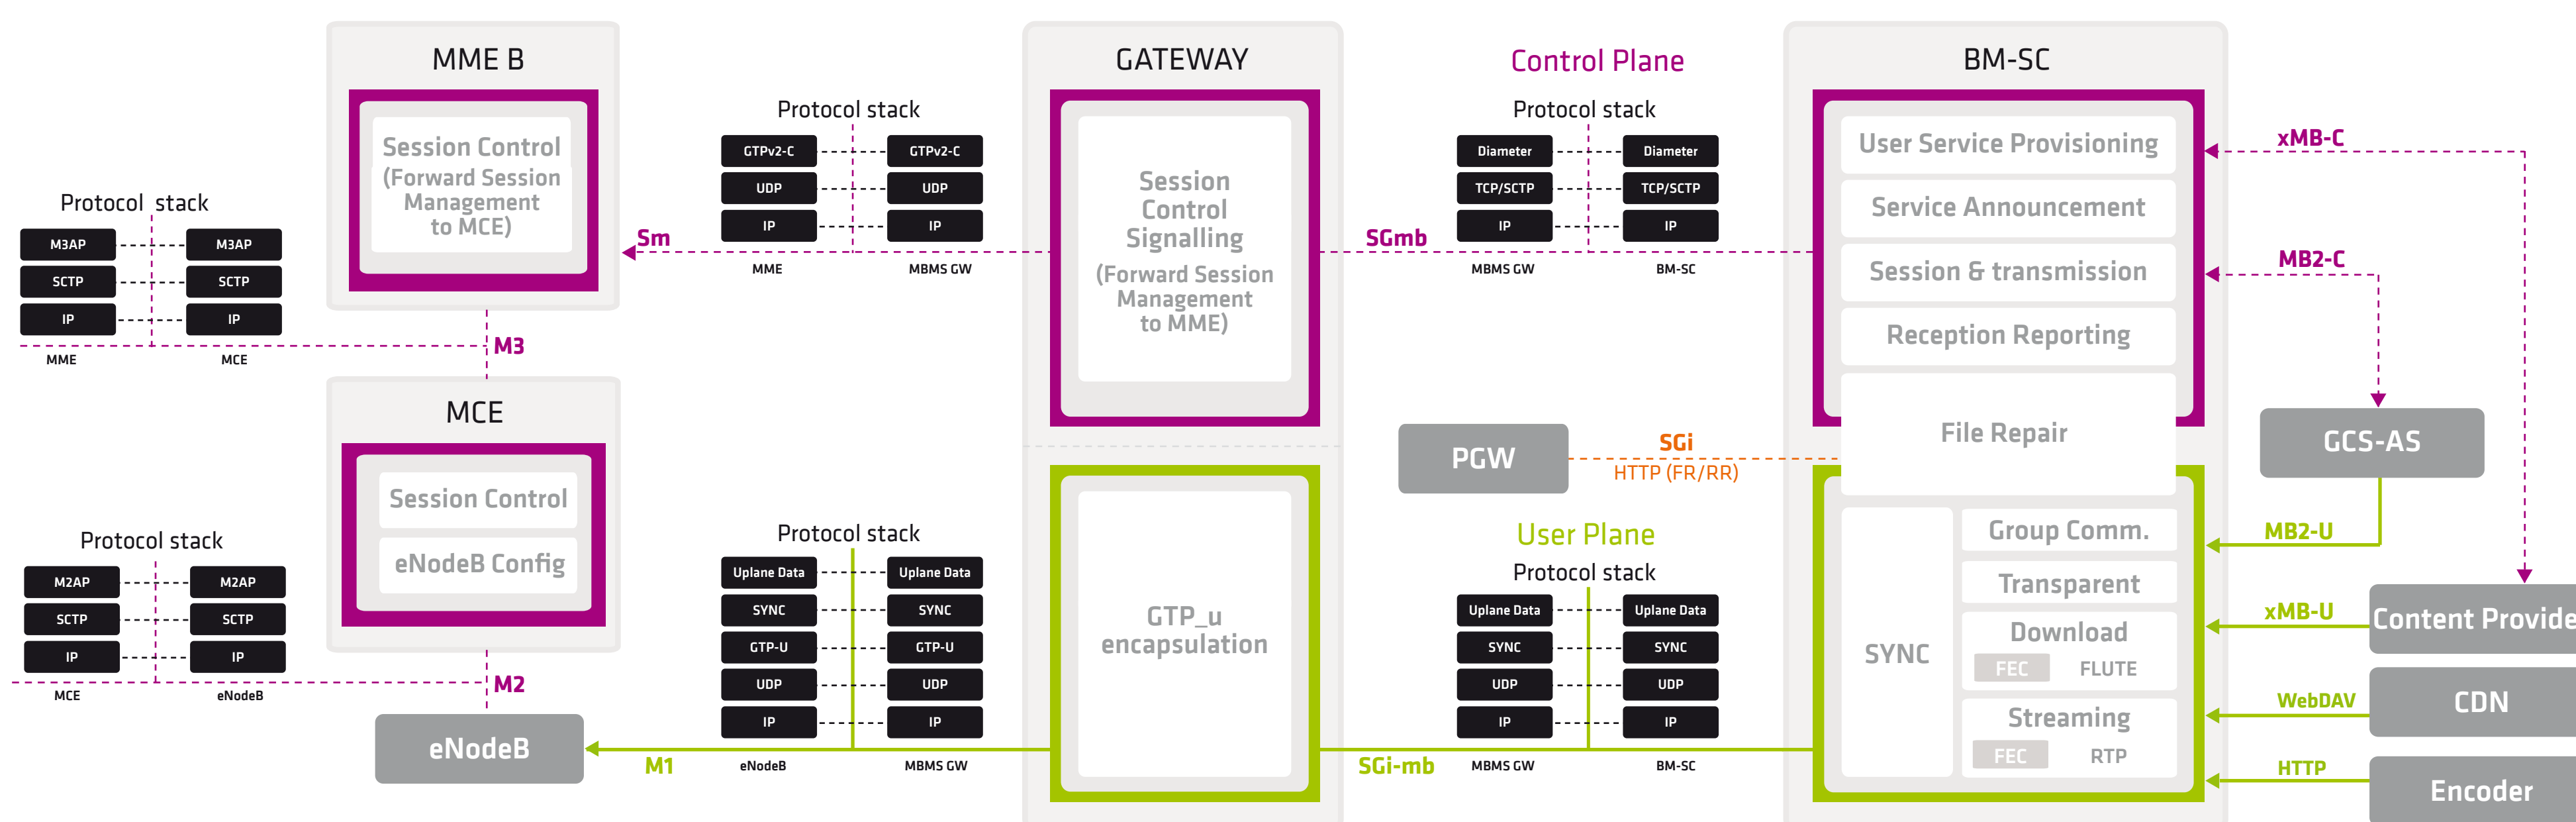 MME B
Session Control
(Forward Session
Management
to MCE)
Protocol stack
M3AP
M3AP
SCTP
SCTP
IP
IP
MME
MCE
M3
MCE
Session Control
eNodeB Config
Protocol stack
M2AP
M2AP
SCTP
SCTP
IP
IP
MCE
eNodeB
M2
eNodeB
Protocol stack
GTPv2-C
GTPv2-C
UDP
UDP
IP
IP
Sm
MME
MBMS GW
Protocol stack
Uplane Data
Uplane Data
SYNC
SYNC
GTP-U
GTP-U
UDP
UDP
IP
IP
M1
eNodeB
MBMS GW
GATEWAY
Session
Control
Signalling
(Forward Session
Management
to MME)
GTP_u
encapsulation
Control Plane
Protocol stack
Diameter
Diameter
TCP/SCTP
TCP/SCTP
IP
IP
SGmb
MBMS GW
BM-SC
PGW
SGi
HTTP (FR/RR)
User Plane
Protocol stack
Uplane Data
Uplane Data
SYNC
SYNC
UDP
UDP
IP
IP
SGi-mb
MBMS GW
BM-SC
BM-SC
User Service Provisioning
Service Announcement
Session & transmission
Reception Reporting
File Repair
SYNC
Group Comm.
Transparent
Download
FEC
FLUTE
Streaming
FEC
RTP
xMB-C
MB2-C
GCS-AS
MB2-U
xMB-U
Content Provide
WebDAV
CDN
HTTP
Encoder